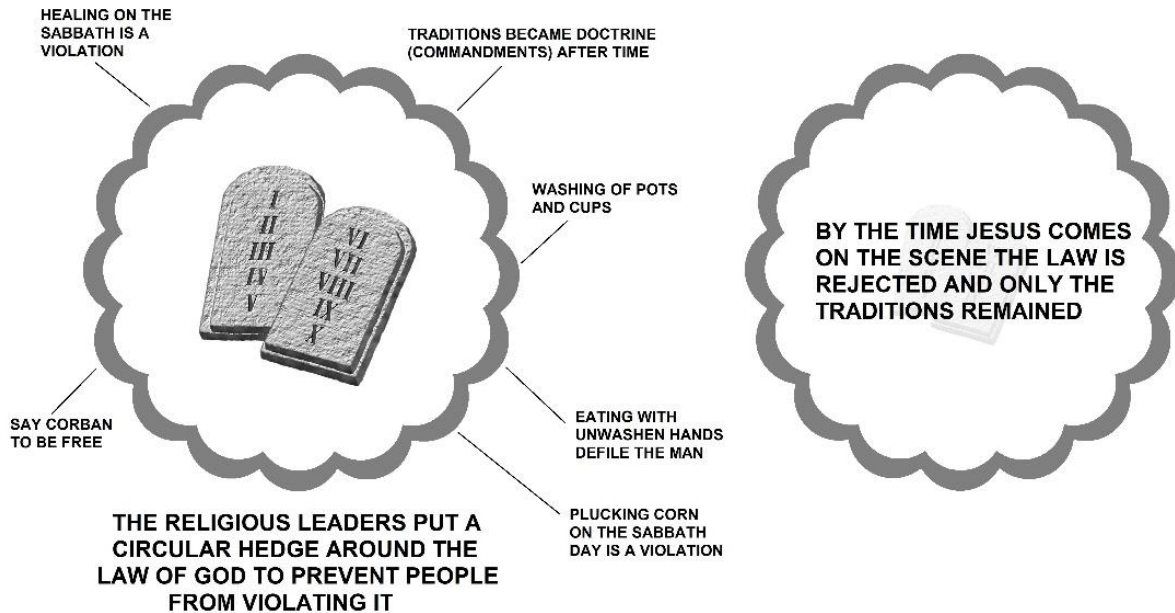 HEALING ON THE
SABBATH IS A
VIOLATION
TRADITIONS BECAME DOCTRINE
(COMMANDMENTS) AFTER TIME
I
II
III
IV
V
VI
VII
VIII
IX
X
WASHING OF POTS
AND CUPS
SAY CORBAN
TO BE FREE
EATING WITH
UNWASHEN HANDS
DEFILE THE MAN
PLUCKING CORN
ON THE SABBATH
DAY IS A VIOLATION
THE RELIGIOUS LEADERS PUT A
CIRCULAR HEDGE AROUND THE
LAW OF GOD TO PREVENT PEOPLE
FROM VIOLATING IT
BY THE TIME JESUS COMES
ON THE SCENE THE LAW IS
REJECTED AND ONLY THE
TRADITIONS REMAINED